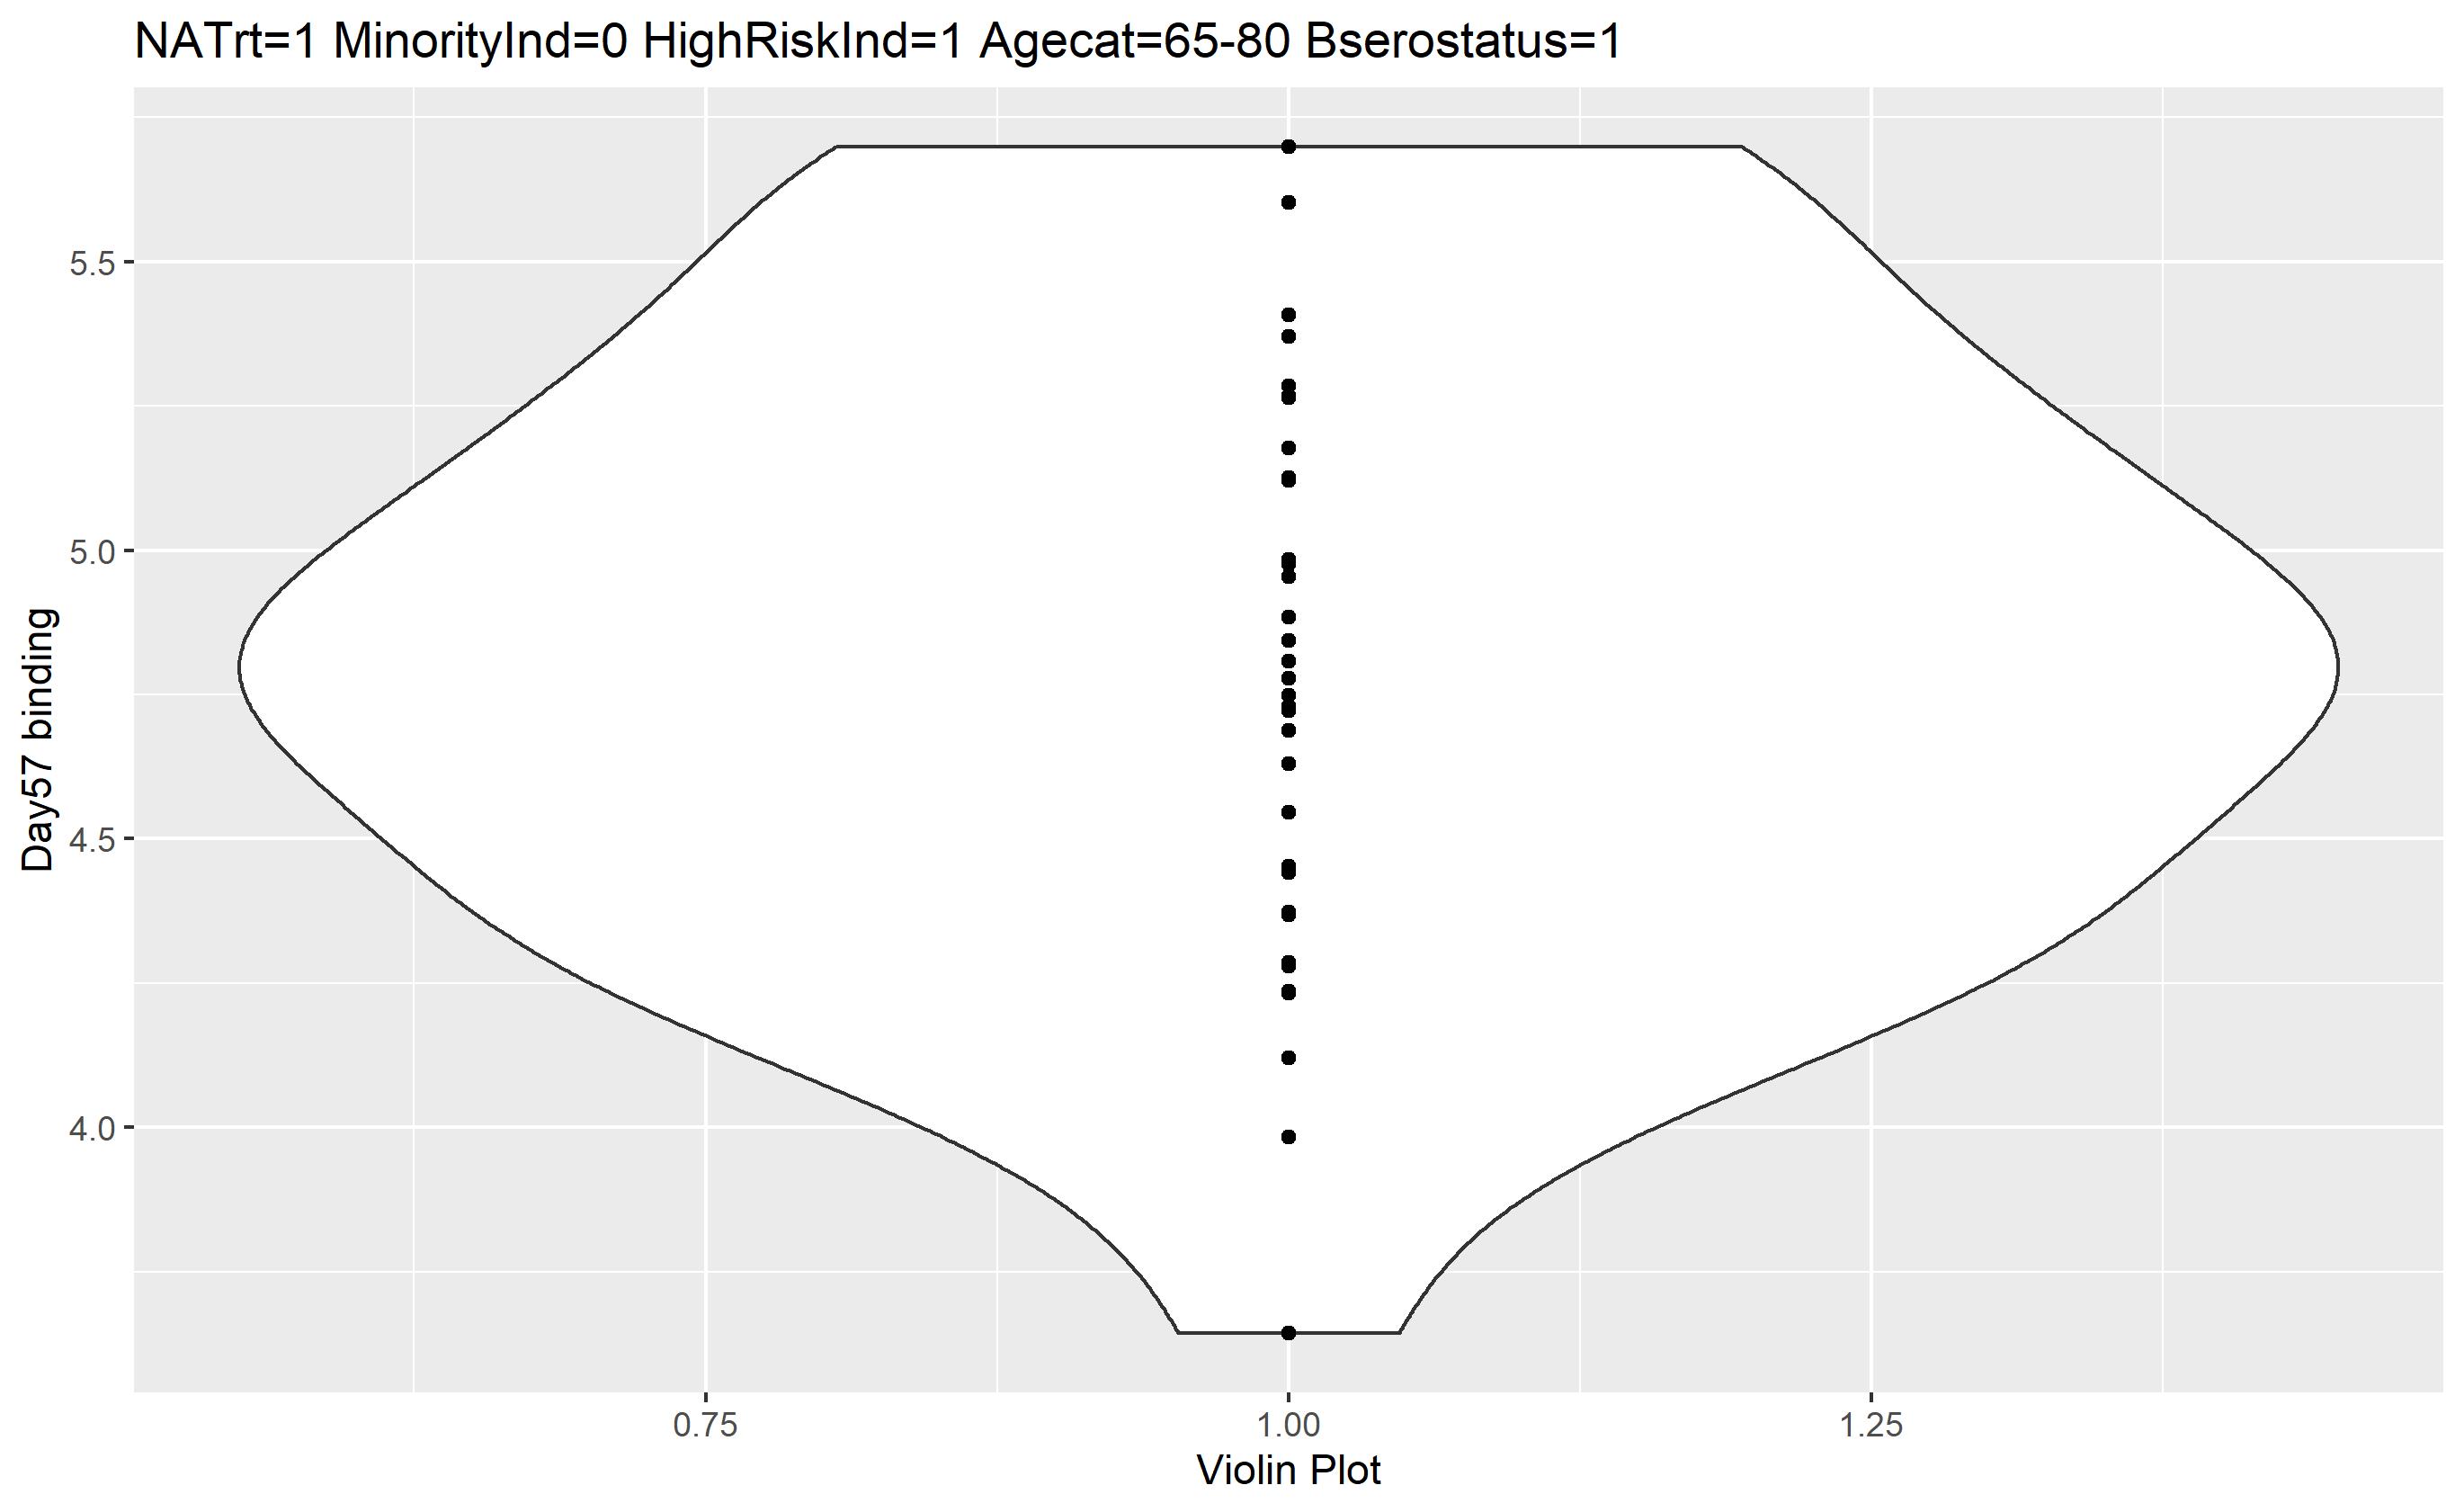 NATrt=1 MinorityInd=0 HighRiskInd=1 Agecat=65-80 Bserostatus=1
Day57 binding
5.5
5.0
4.5
4.0
0.75 1.00 1.25
Violin Plot